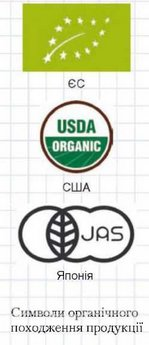 ЄС
USDA
ORGANIC
США
JAS
Японія
Символи органічного
походження продукції